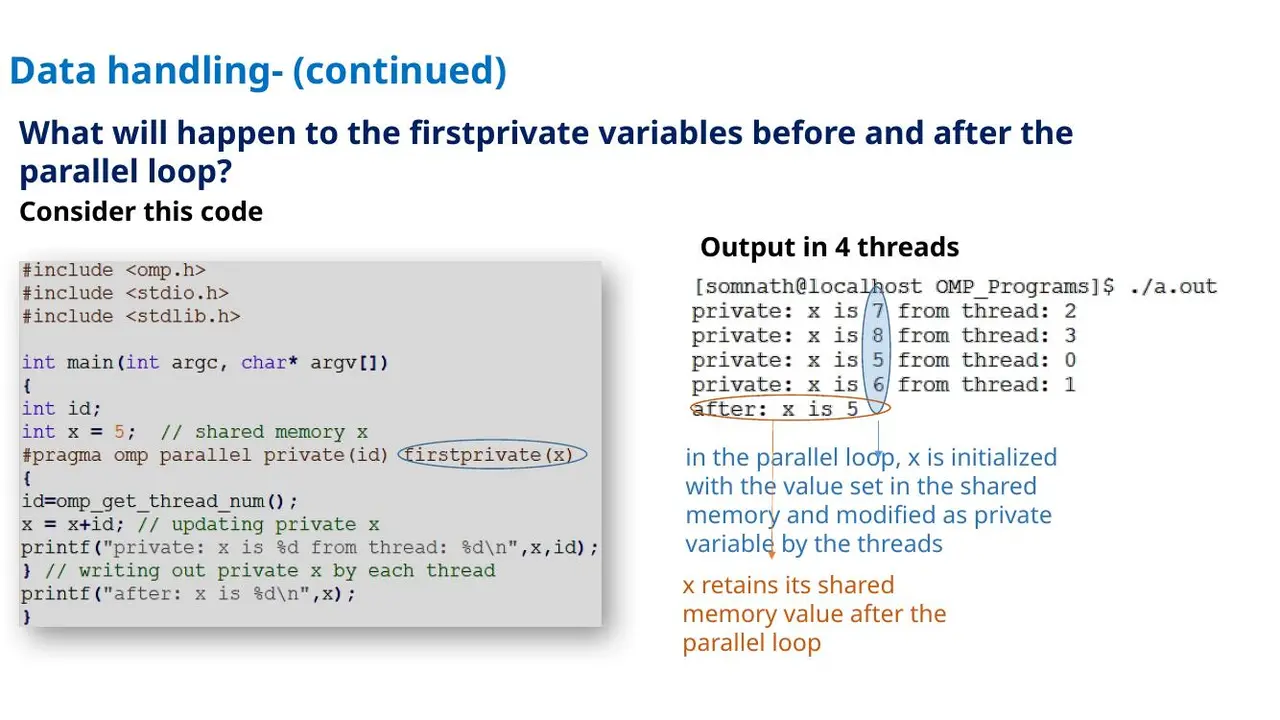 Data handling- (continued)
What will happen to the firstprivate variables before and after the
parallel loop?
Consider this code
#include <omp.h>
#include <stdio.h>
#include <stdlib.h>
int main(int argc, char* argv[])
{
int id;
int x = 5;  // shared memory x
#pragma omp parallel private(id) firstprivate(x)
{
id=omp_get_thread_num();
x = x+id; // updating private x
printf("private: x is %d from thread: %d\n",x,id);
} // writing out private x by each thread
printf("after: x is %d\n",x);
}
Output in 4 threads
[somnath@localhost OMP_Programs]$ ./a.out
private: x is 7 from thread: 2
private: x is 8 from thread: 3
private: x is 5 from thread: 0
private: x is 6 from thread: 1
after: x is 5
in the parallel loop, x is initialized
with the value set in the shared
memory and modified as private
variable by the threads
x retains its shared
memory value after the
parallel loop